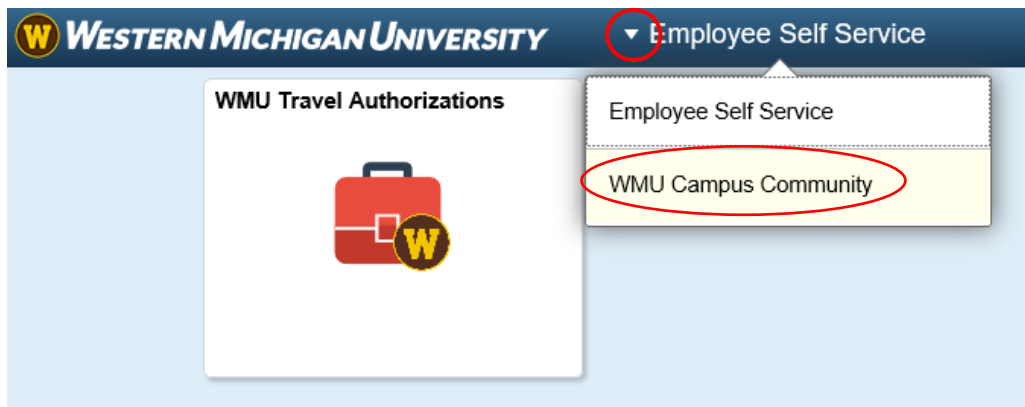 W WESTERN MICHIGAN UNIVERSITY
Employee Self Service
WMU Travel Authorizations
W
Employee Self Service
WMU Campus Community